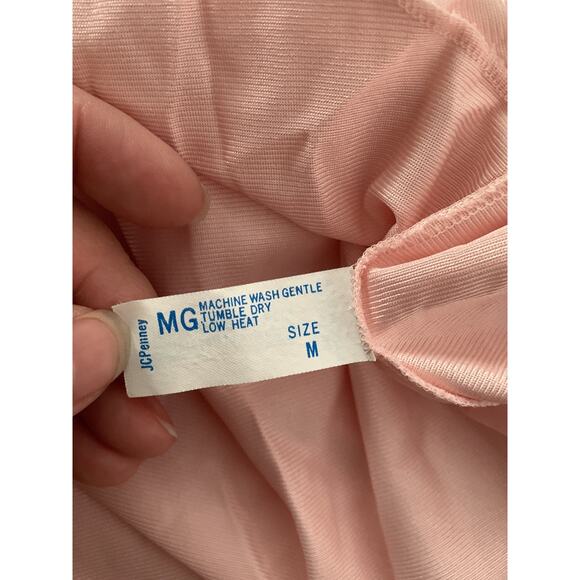 JCPenney
MG
MACHINE WASH GENTLE
TUMBLE DRY
LOW HEAT
SIZE
M